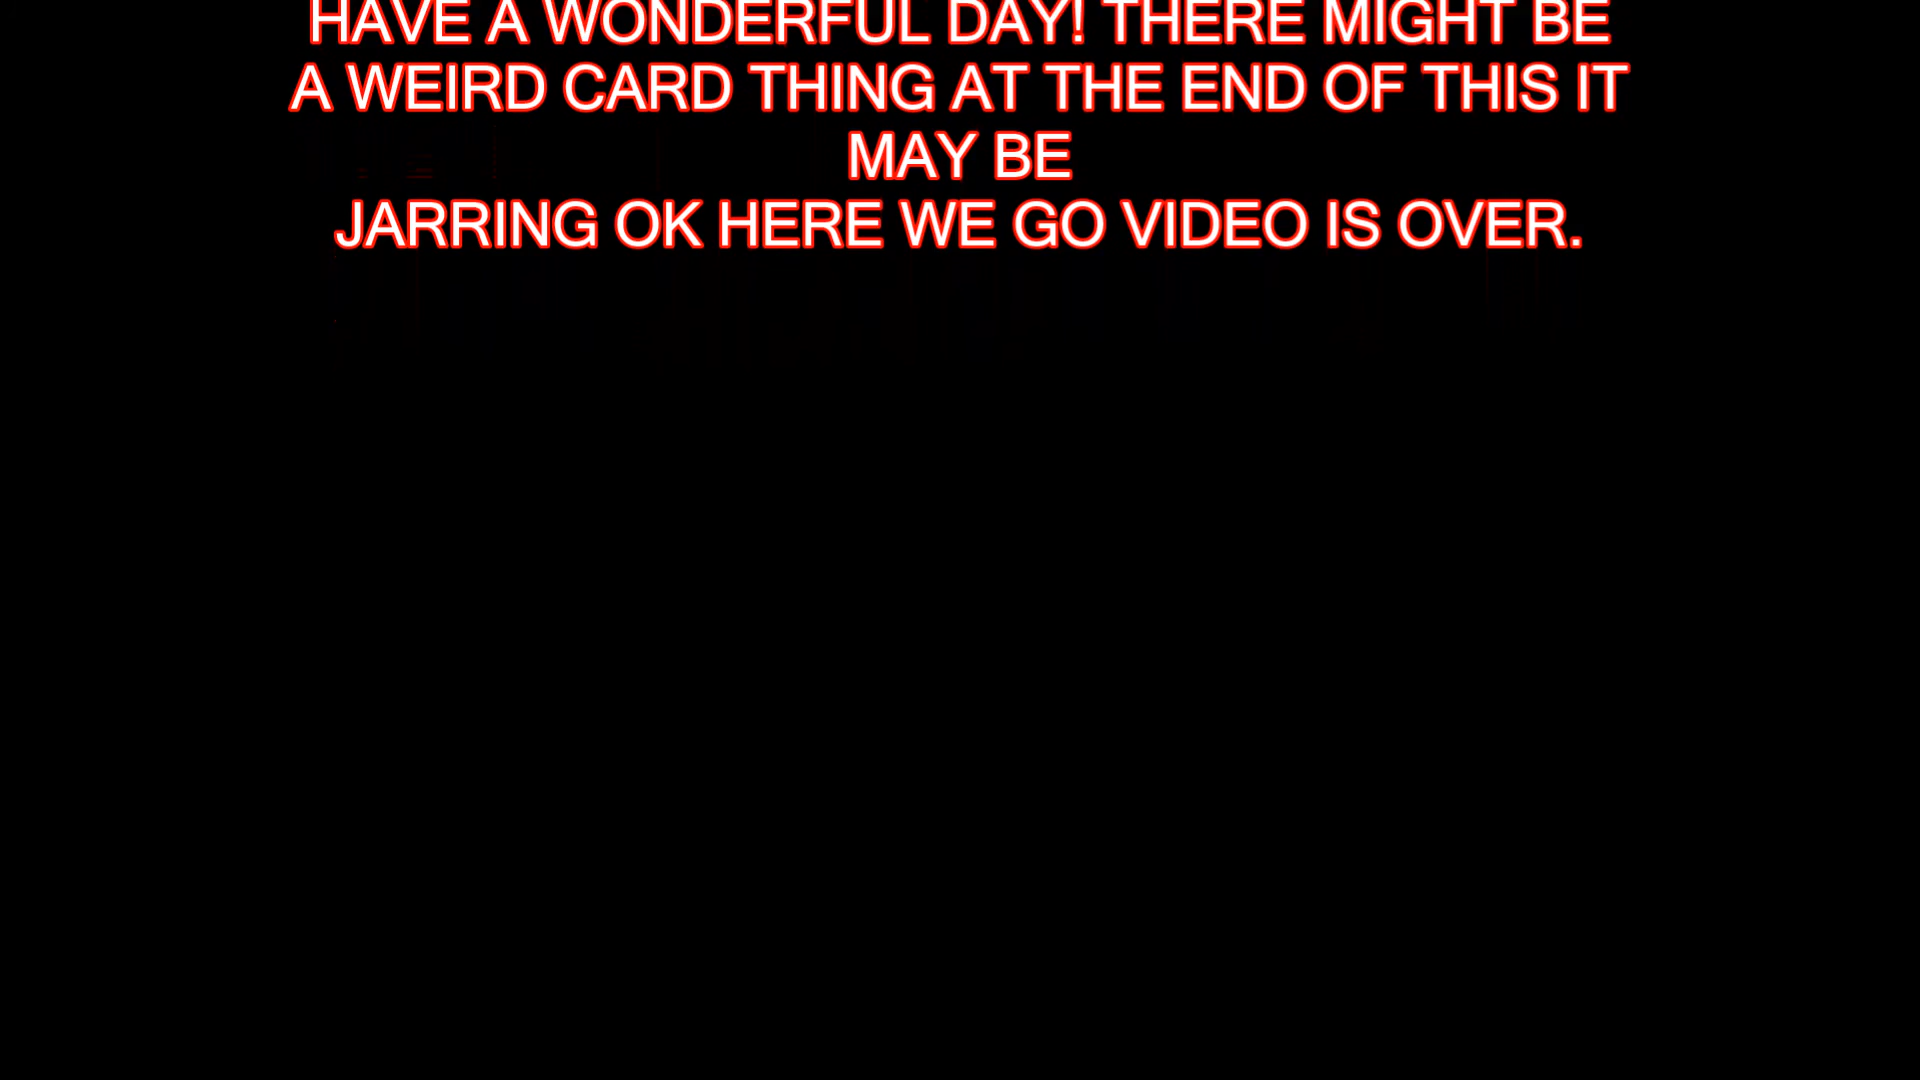 HAVE A WONDERFUL DAY! THERE MIGHT BE
A WEIRD CARD THING AT THE END OF THIS IT
MAY BE
JARRING OK HERE WE GO VIDEO IS OVER.